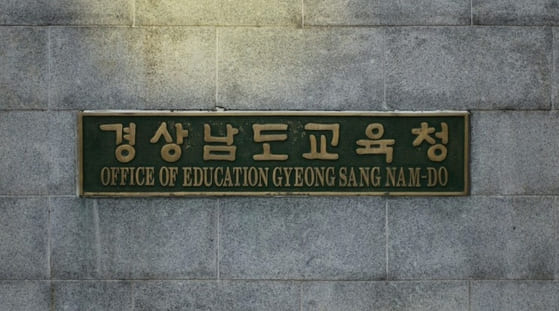 경상남도교육청
OFFICE OF EDUCATION GYEONG SANG NAM-DO